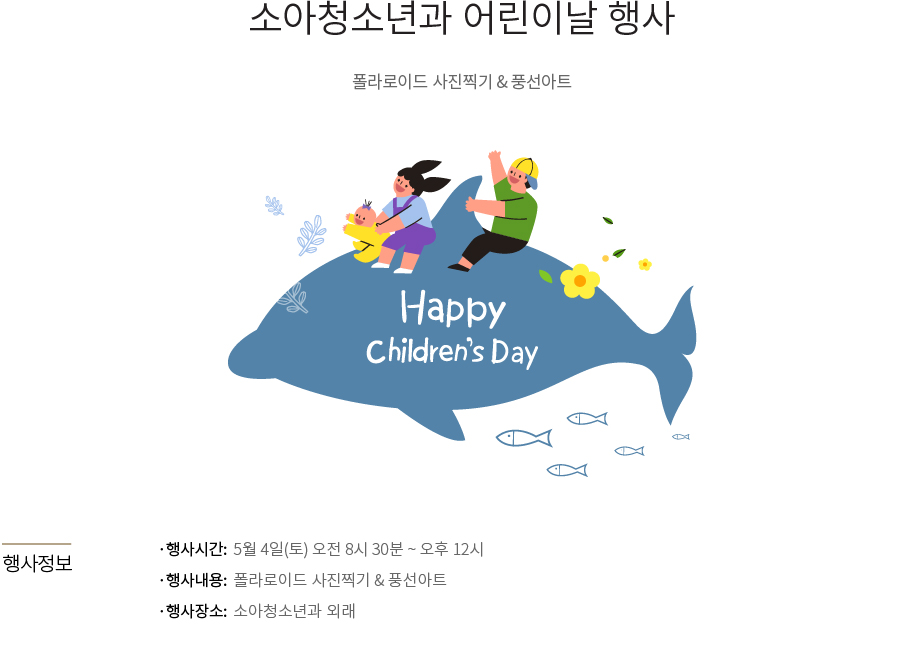 소아청소년과 어린이날 행사
폴라로이드 사진찍기 & 풍선아트
Happy
Children's Day
행사정보
·행사시간: 5월 4일(토) 오전 8시 30분 ~ 오후 12시
·행사내용: 폴라로이드 사진찍기 & 풍선아트
·행사장소: 소아청소년과 외래